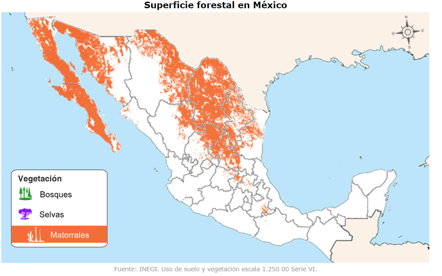 Superficie forestal en México
Vegetación
Bosques
Selvas
Matorrales
Fuente: INEGI. Uso de suelo y vegetación escala 1.250 00 Serie VI.